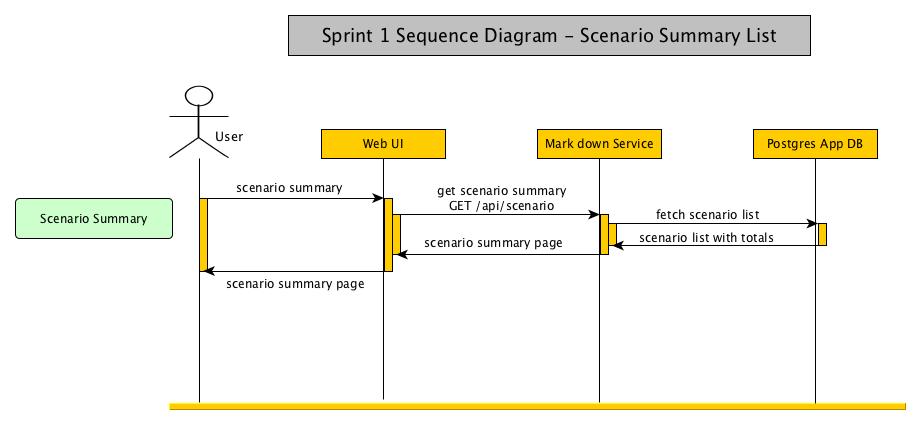 Sprint 1 Sequence Diagram – Scenario Summary List
User
Web UI
Mark down Service
Postgres App DB
Scenario Summary
scenario summary
get scenario summary
GET /api/scenario
fetch scenario list
scenario list with totals
scenario summary page
scenario summary page